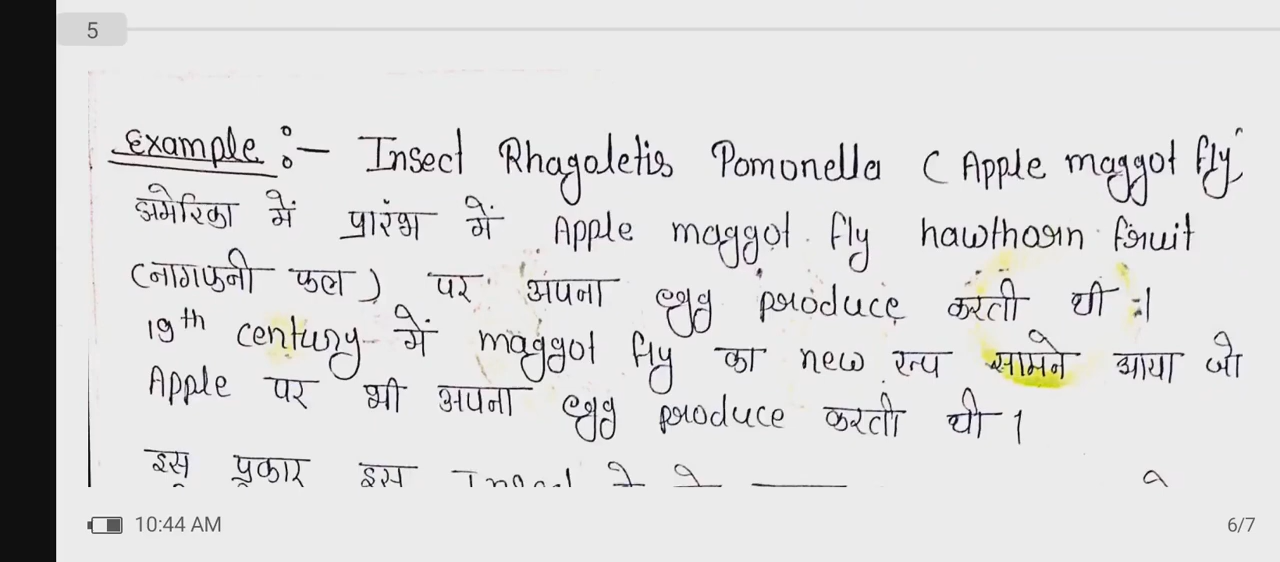 5
Example :- Insect Rhagoletis Pomonella ( Apple maggot fly
अमेरिका में प्रारंभ में Apple maggot fly hawthorn fruit
(नागफनी फल) पर अपना egg produce करती थी ।
19th century में maggot fly का new रूप सामने आया जो
Apple पर भी अपना egg produce करती थी ।
इस प्रकार इस Insect
10:44 AM
6/7